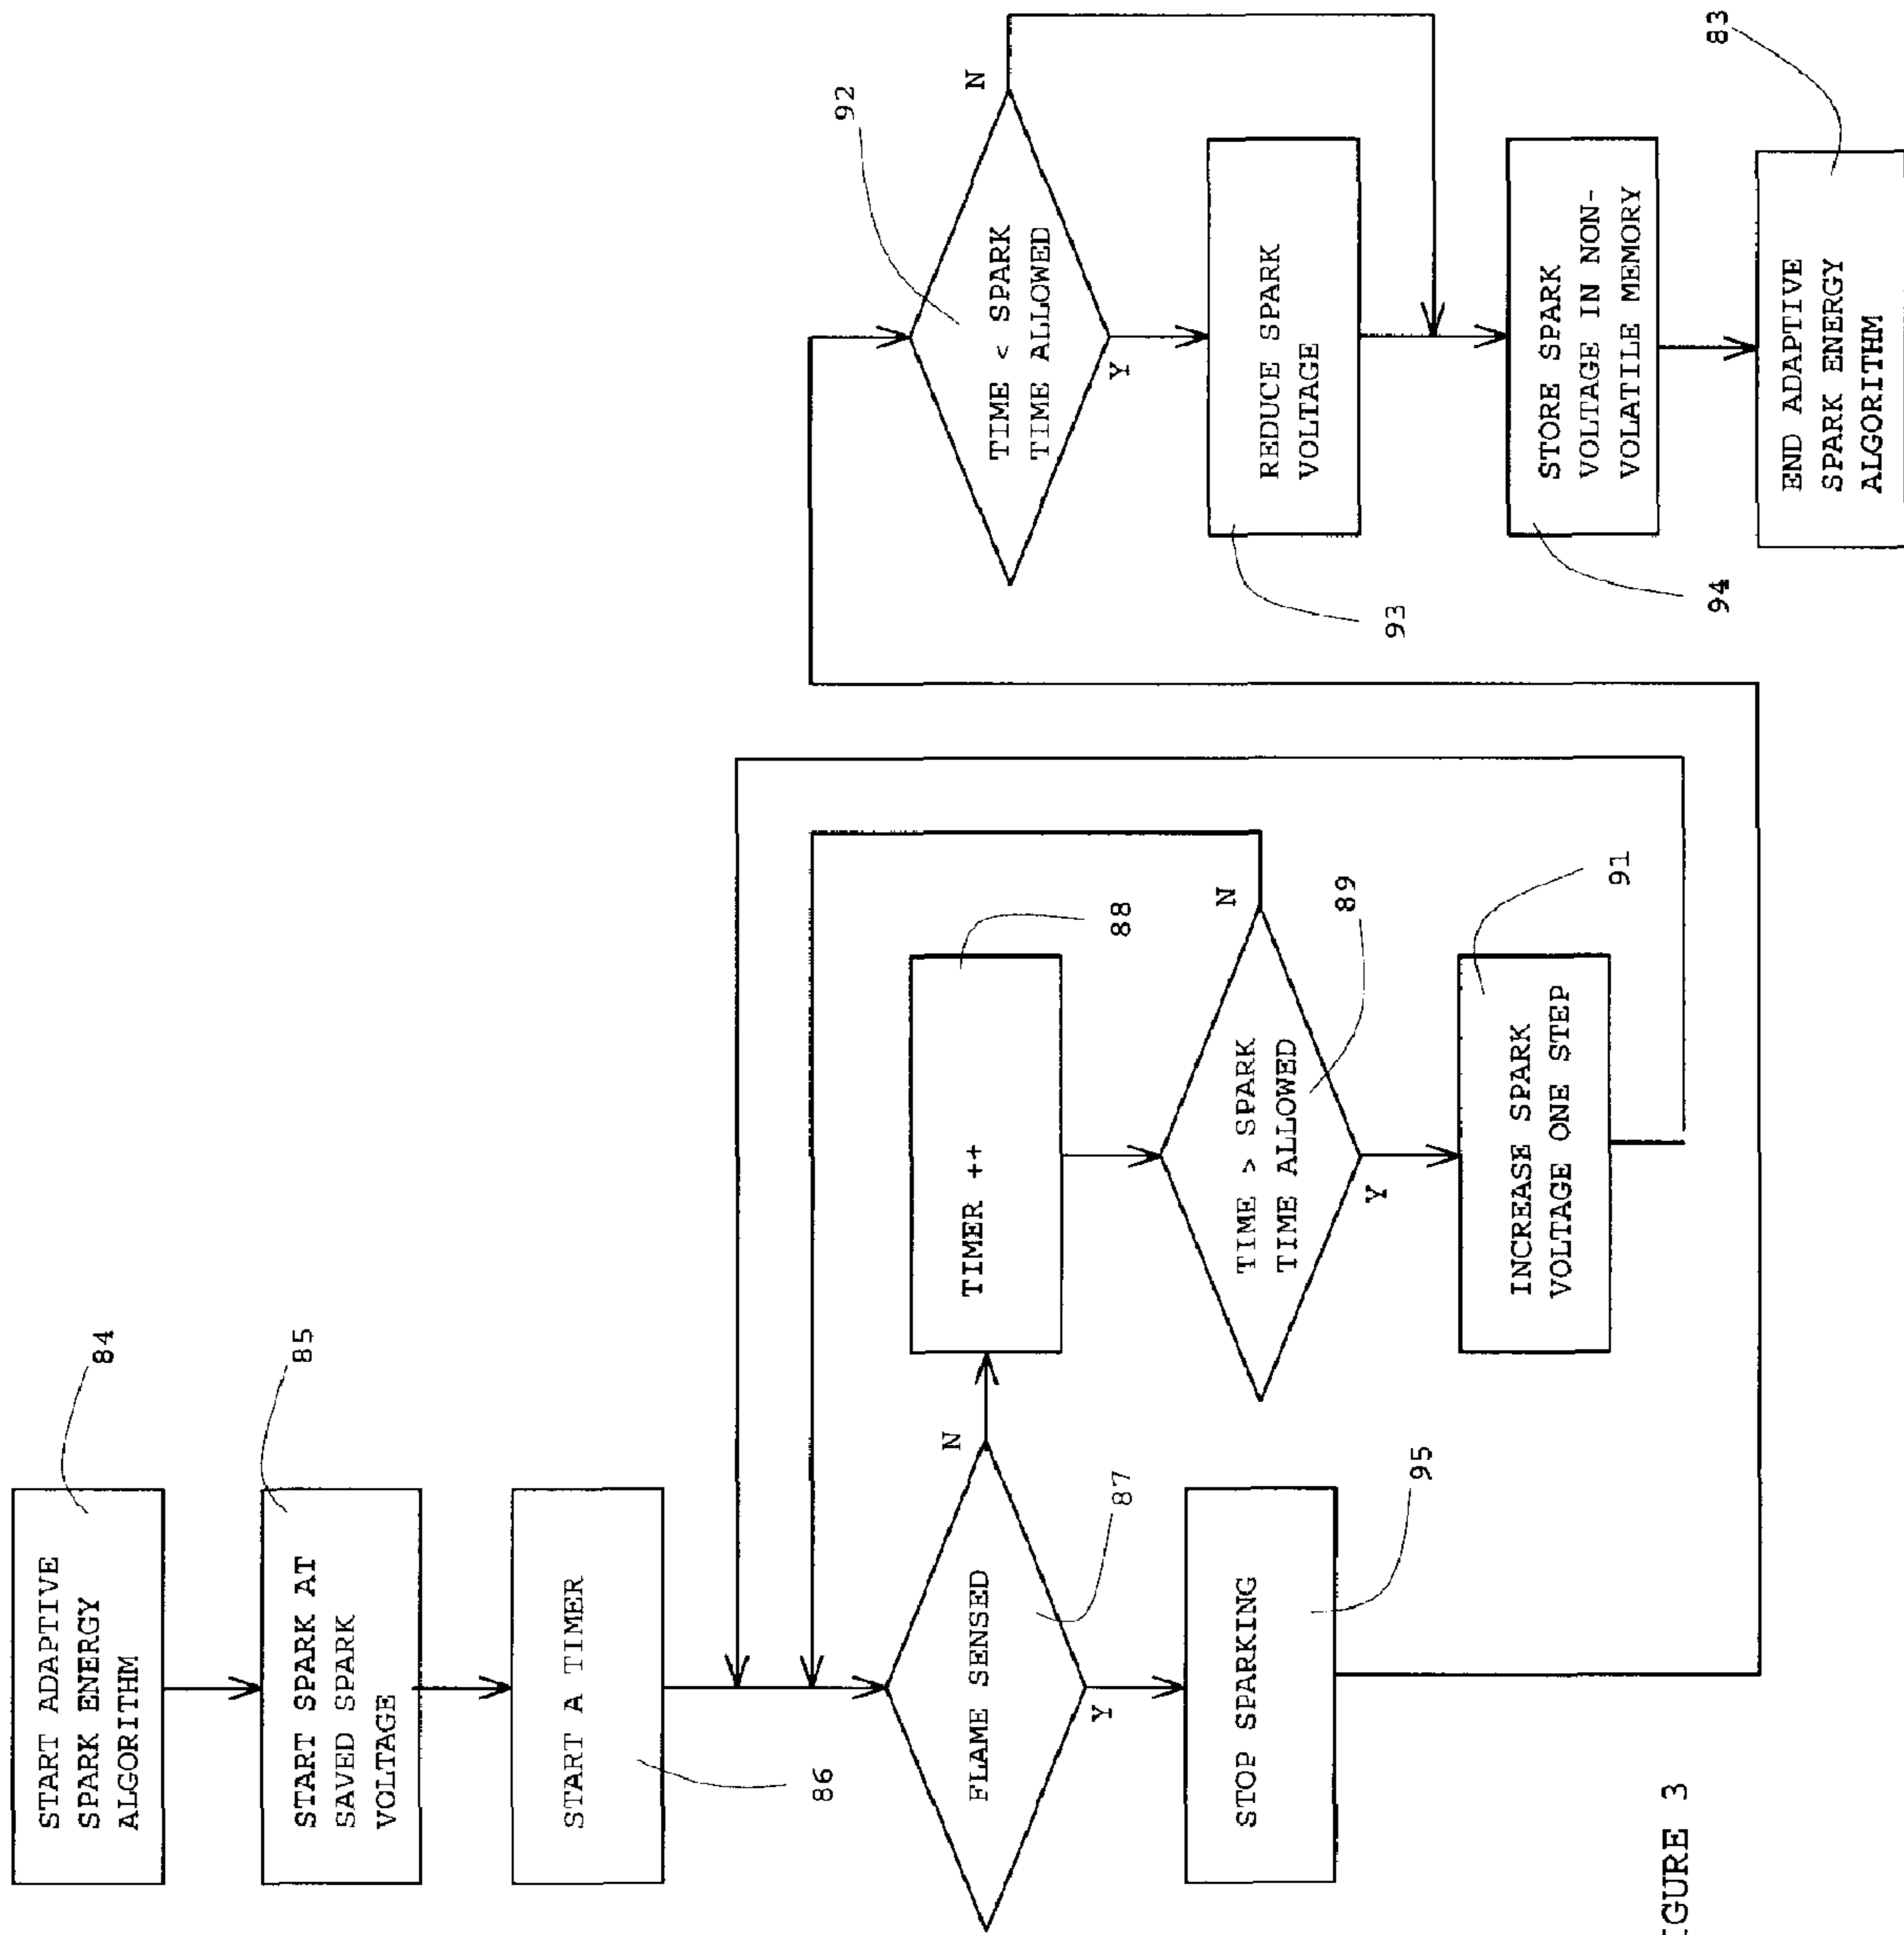 START ADAPTIVE
SPARK ENERGY
ALGORITHM
84
START SPARK AT
SAVED SPARK
VOLTAGE
85
START A TIMER
86
FLAME SENSED
87
N
Y
STOP SPARKING
95
TIMER ++
88
TIME > SPARK
TIME ALLOWED
89
N
Y
INCREASE SPARK
VOLTAGE ONE STEP
91
TIME < SPARK
TIME ALLOWED
92
N
Y
REDUCE SPARK
VOLTAGE
93
STORE SPARK
VOLTAGE IN NON-
VOLATILE MEMORY
94
END ADAPTIVE
SPARK ENERGY
ALGORITHM
83
IGURE 3